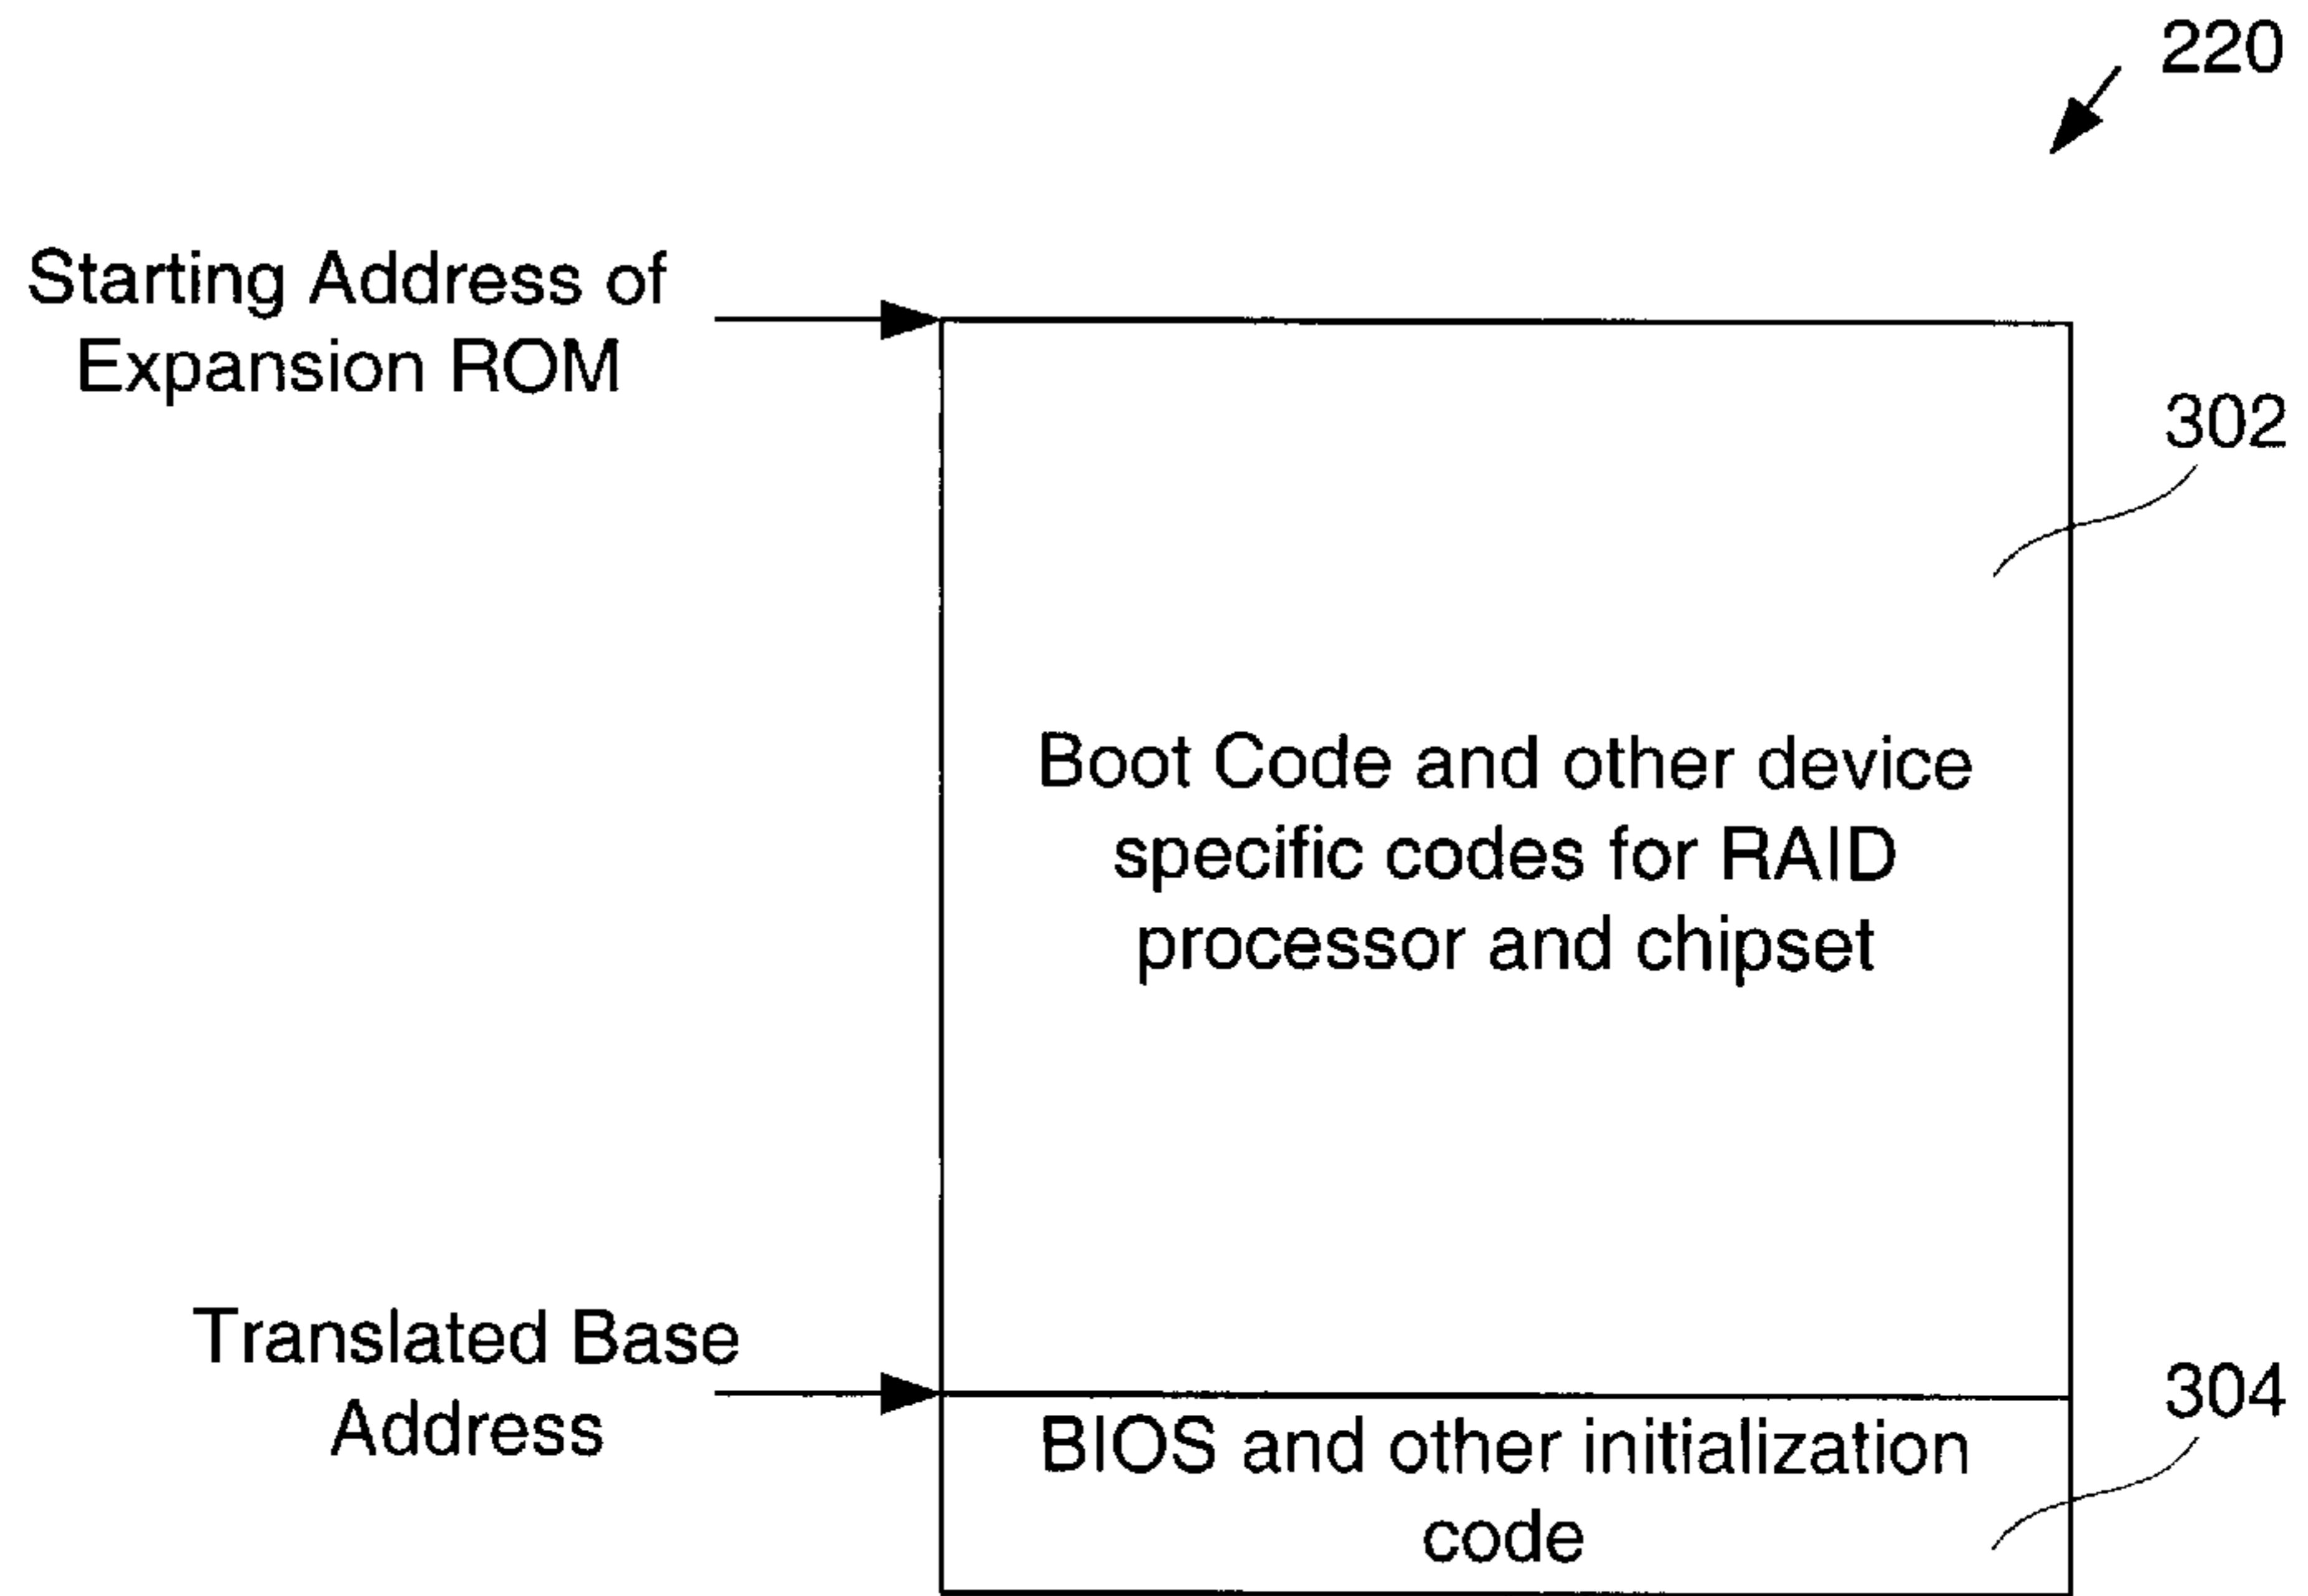 220
Starting Address of
Expansion ROM
302
Boot Code and other device
specific codes for RAID
processor and chipset
Translated Base
Address
304
BIOS and other initialization
code